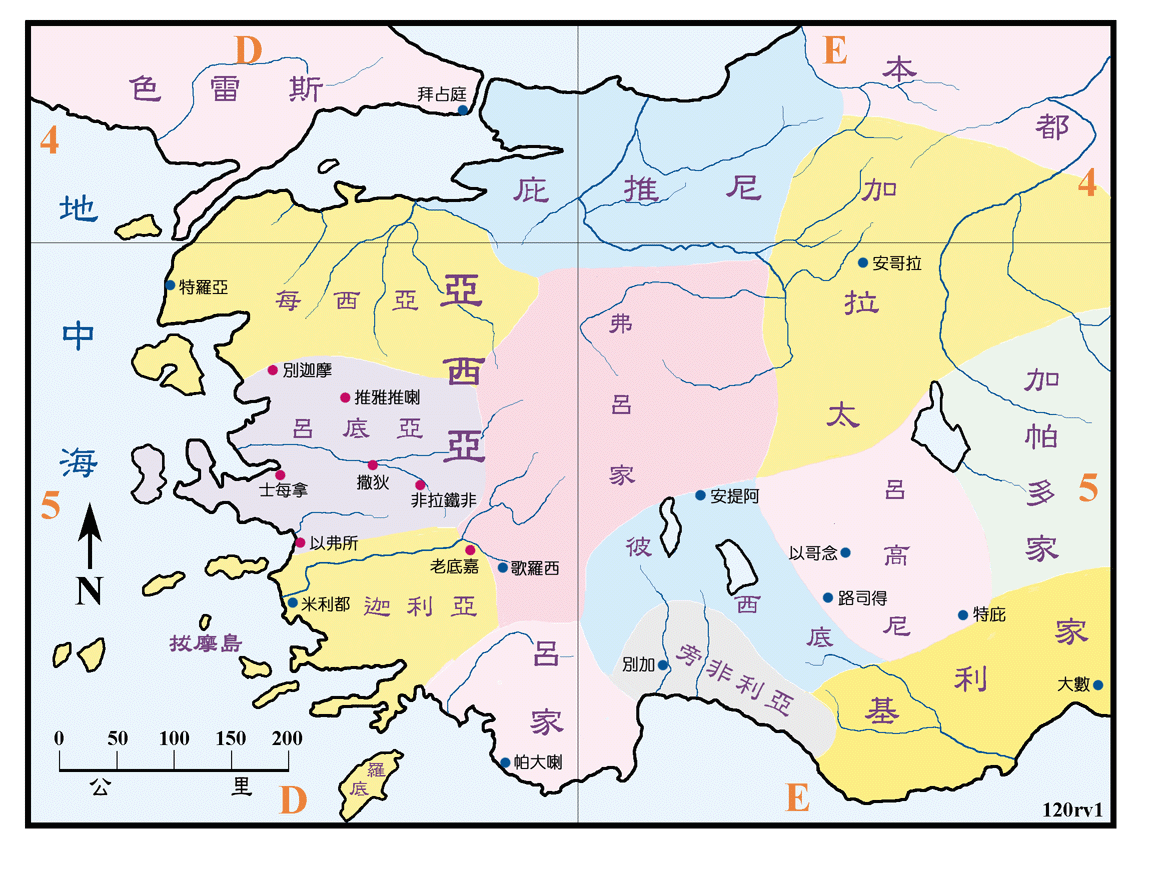 D
E
色雷斯
本都
拜占庭
4
4
地中海
庇推尼
加拉太
安哥拉
特羅亞
每西亞
亞西亞
弗呂家
別迦摩
推雅推喇
呂底亞
加帕多家
士每拿
撒狄
非拉鐵非
5
5
安提阿
呂高尼
N
以弗所
老底嘉
歌羅西
彼西底
以哥念
路司得
特庇
米利都
迦利亞
拔摩島
呂家
別加
旁非利亞
基利家
大數
0 50 100 150 200
公里
帕大喇
羅底
D
E
120rv1